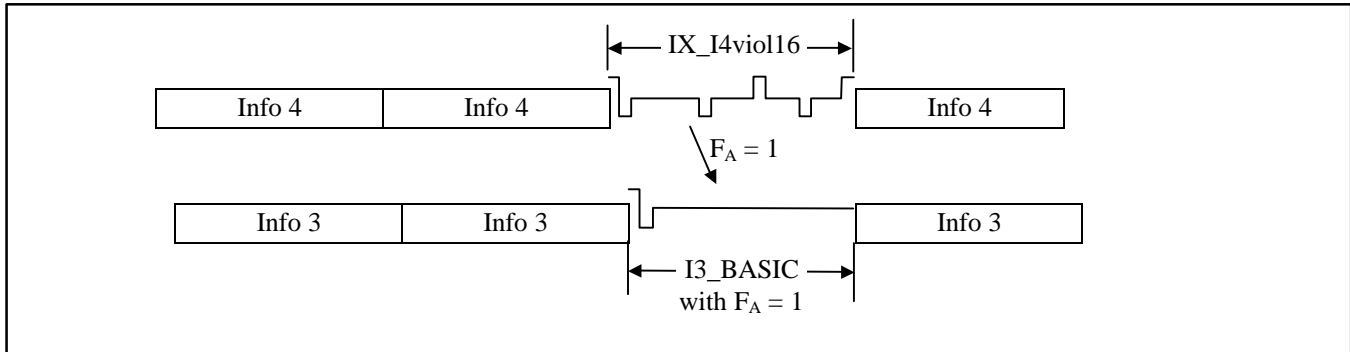 IX_I4viol16
Info 4 Info 4 Info 4
F_A = 1
Info 3 Info 3 Info 3
I3_BASIC
with F_A = 1